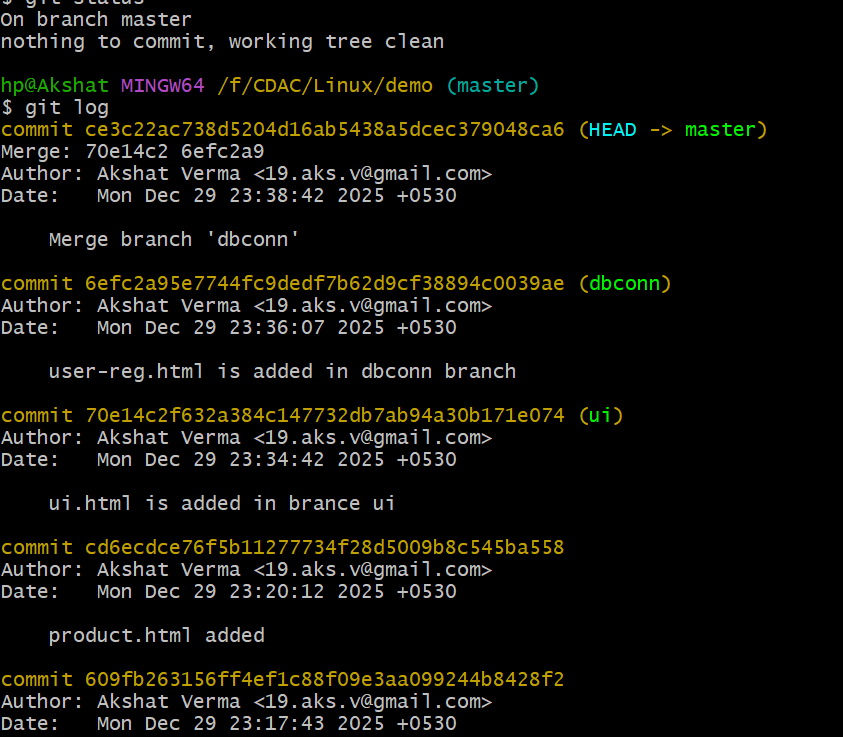 $ git status
On branch master
nothing to commit, working tree clean
hp@Akshat MINGW64 /f/CDAC/Linux/demo (master)
$ git log
commit ce3c22ac738d5204d16ab5438a5dcec379048ca6 (HEAD -> master)
Merge: 70e14c2 6efc2a9
Author: Akshat Verma <19.aks.v@gmail.com>
Date:   Mon Dec 29 23:38:42 2025 +0530
    Merge branch 'dbconn'
commit 6efc2a95e7744fc9dedf7b62d9cf38894c0039ae (dbconn)
Author: Akshat Verma <19.aks.v@gmail.com>
Date:   Mon Dec 29 23:36:07 2025 +0530
    user-reg.html is added in dbconn branch
commit 70e14c2f632a384c147732db7ab94a30b171e074 (ui)
Author: Akshat Verma <19.aks.v@gmail.com>
Date:   Mon Dec 29 23:34:42 2025 +0530
    ui.html is added in brance ui
commit cd6ecdce76f5b11277734f28d5009b8c545ba558
Author: Akshat Verma <19.aks.v@gmail.com>
Date:   Mon Dec 29 23:20:12 2025 +0530
    product.html added
commit 609fb263156ff4ef1c88f09e3aa099244b8428f2
Author: Akshat Verma <19.aks.v@gmail.com>
Date:   Mon Dec 29 23:17:43 2025 +0530